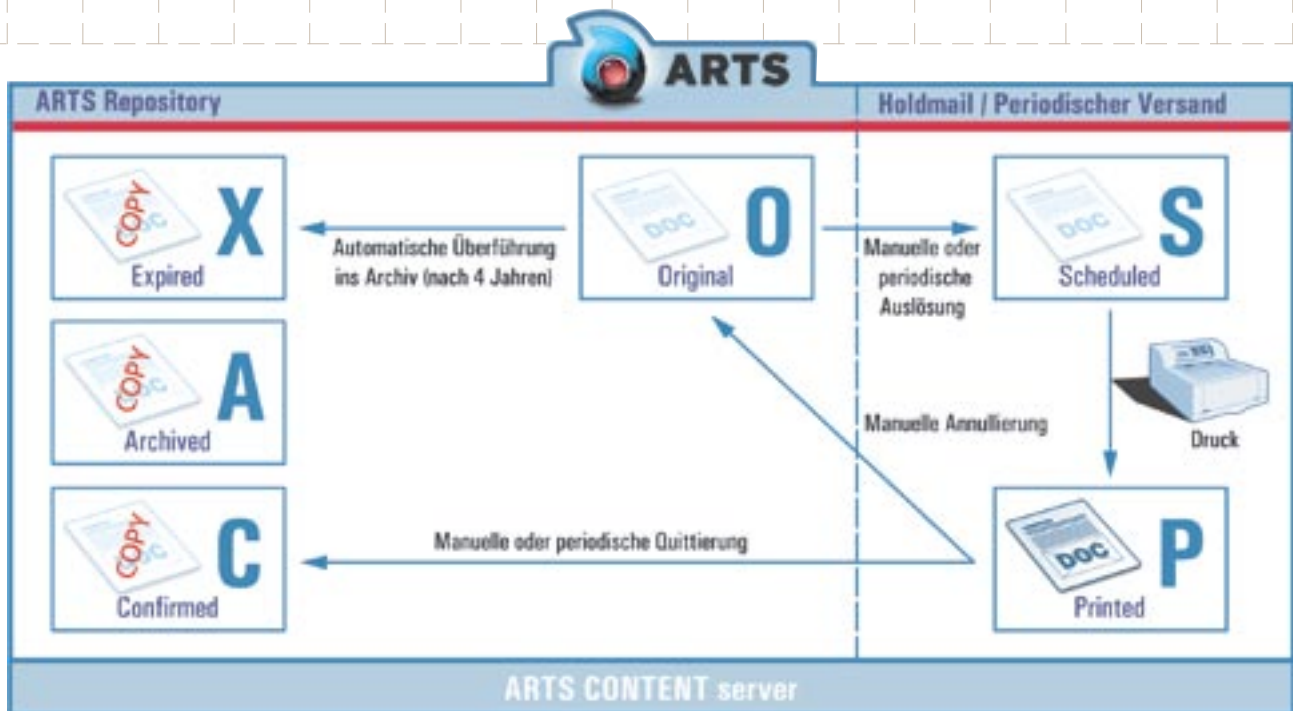 ARTS
ARTS Repository
Holdmail / Periodischer Versand
COPY
DOC
X
Expired
Automatische Überführung
ins Archiv (nach 4 Jahren)
DOC
O
Original
Manuelle oder
periodische
Auslösung
DOC
S
Scheduled
COPY
DOC
A
Archived
Manuelle Annullierung
Druck
COPY
DOC
C
Confirmed
Manuelle oder periodische Quittierung
DOC
P
Printed
ARTS CONTENT server